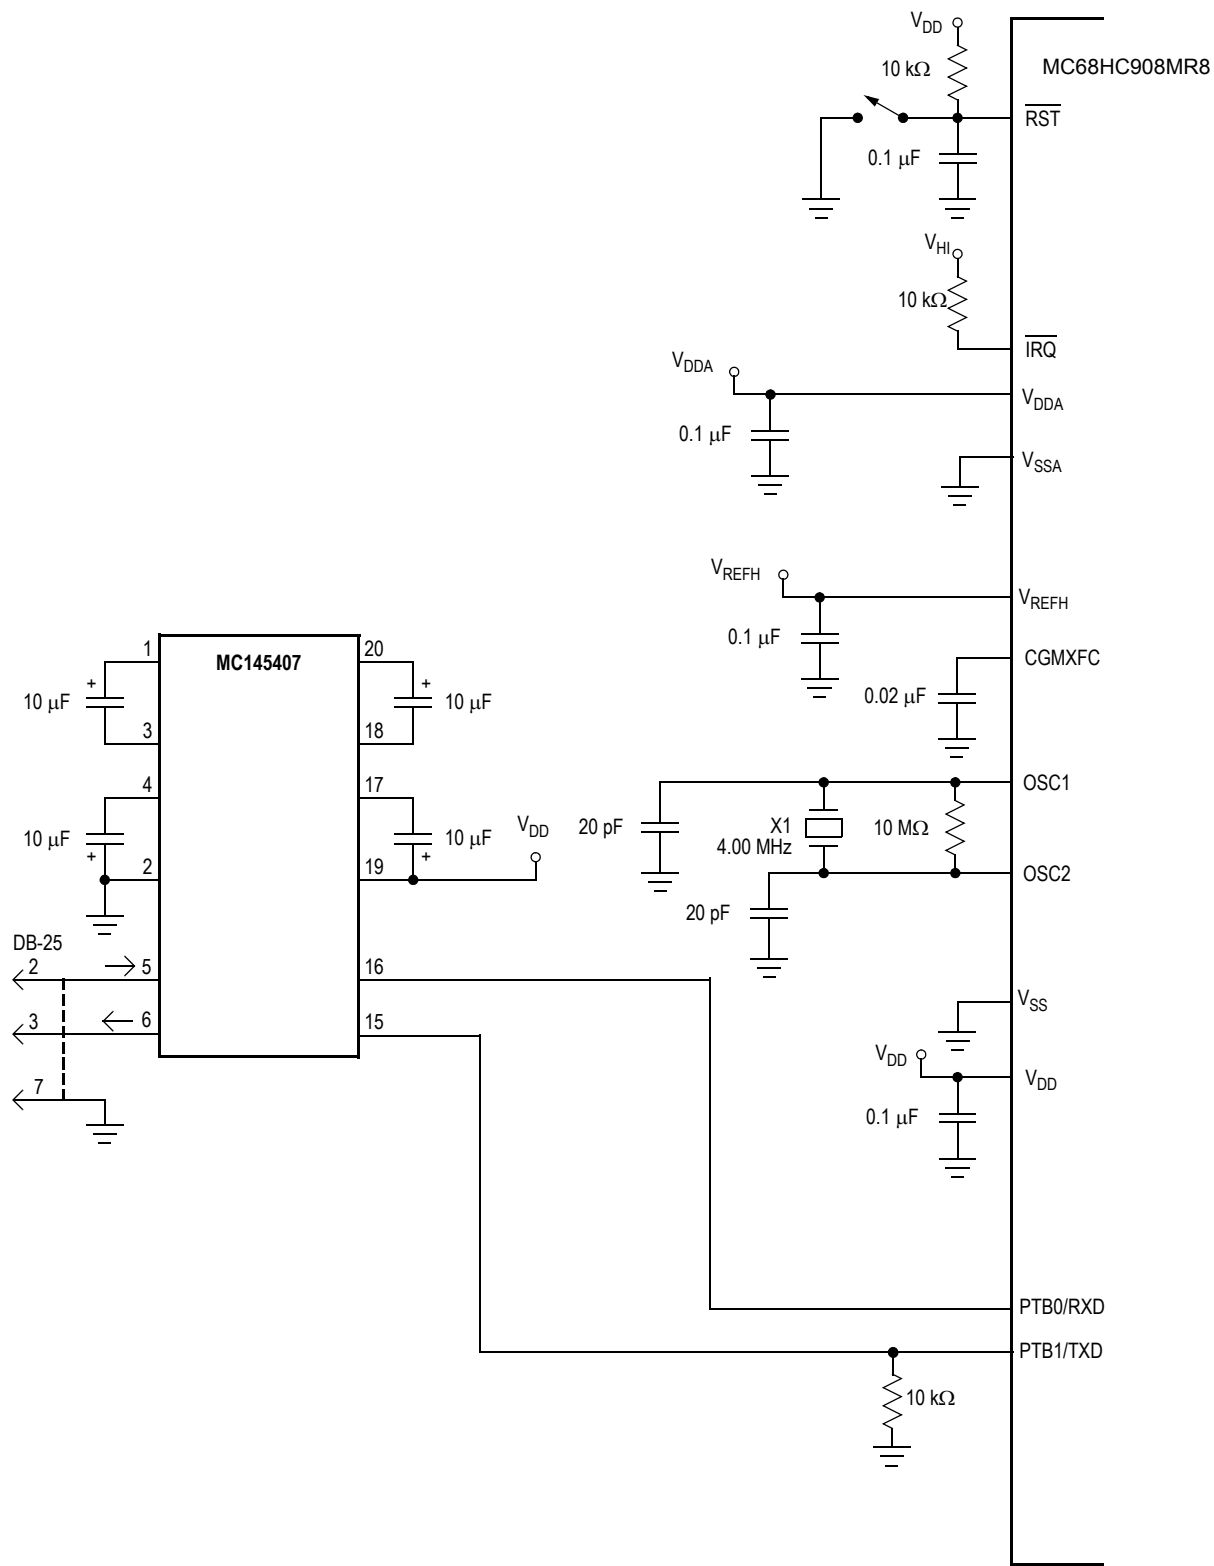 V_DD
10 kΩ
MC68HC908MR8
RST
0.1 µF
V_HI
10 kΩ
IRQ
V_DDA
V_DDA
0.1 µF
V_SSA
V_REFH
V_REFH
0.1 µF
CGMXFC
0.02 µF
MC145407
1
20
+
+
10 µF
10 µF
3
18
4
17
10 µF
10 µF
+
+
2
19
V_DD
OSC1
20 pF
X1
4.00 MHz
10 MΩ
OSC2
20 pF
DB-25
2
5
16
3
6
15
7
V_SS
V_DD
V_DD
0.1 µF
PTB0/RXD
PTB1/TXD
10 kΩ